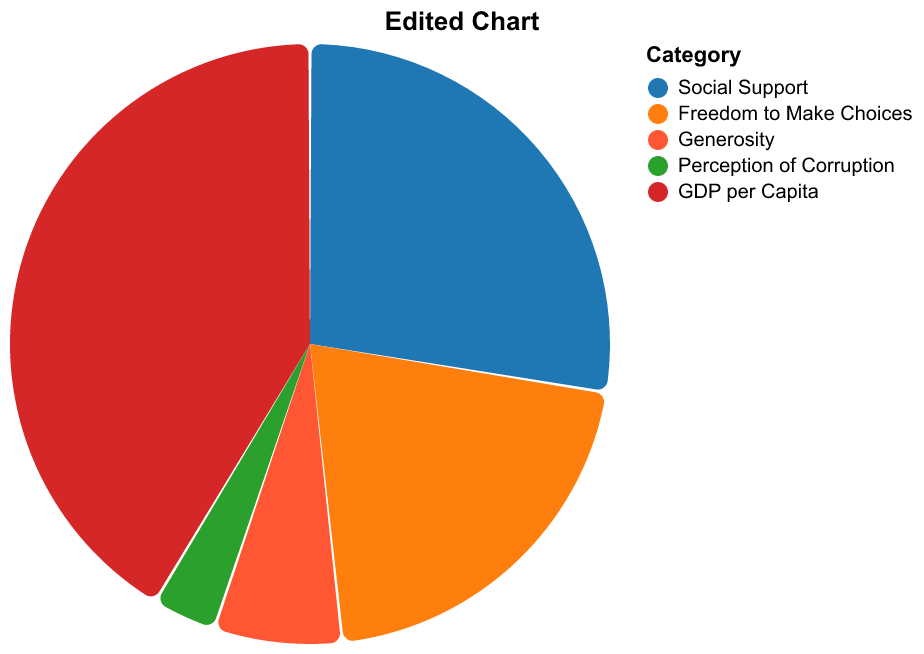 Edited Chart
Category
Social Support
Freedom to Make Choices
Generosity
Perception of Corruption
GDP per Capita